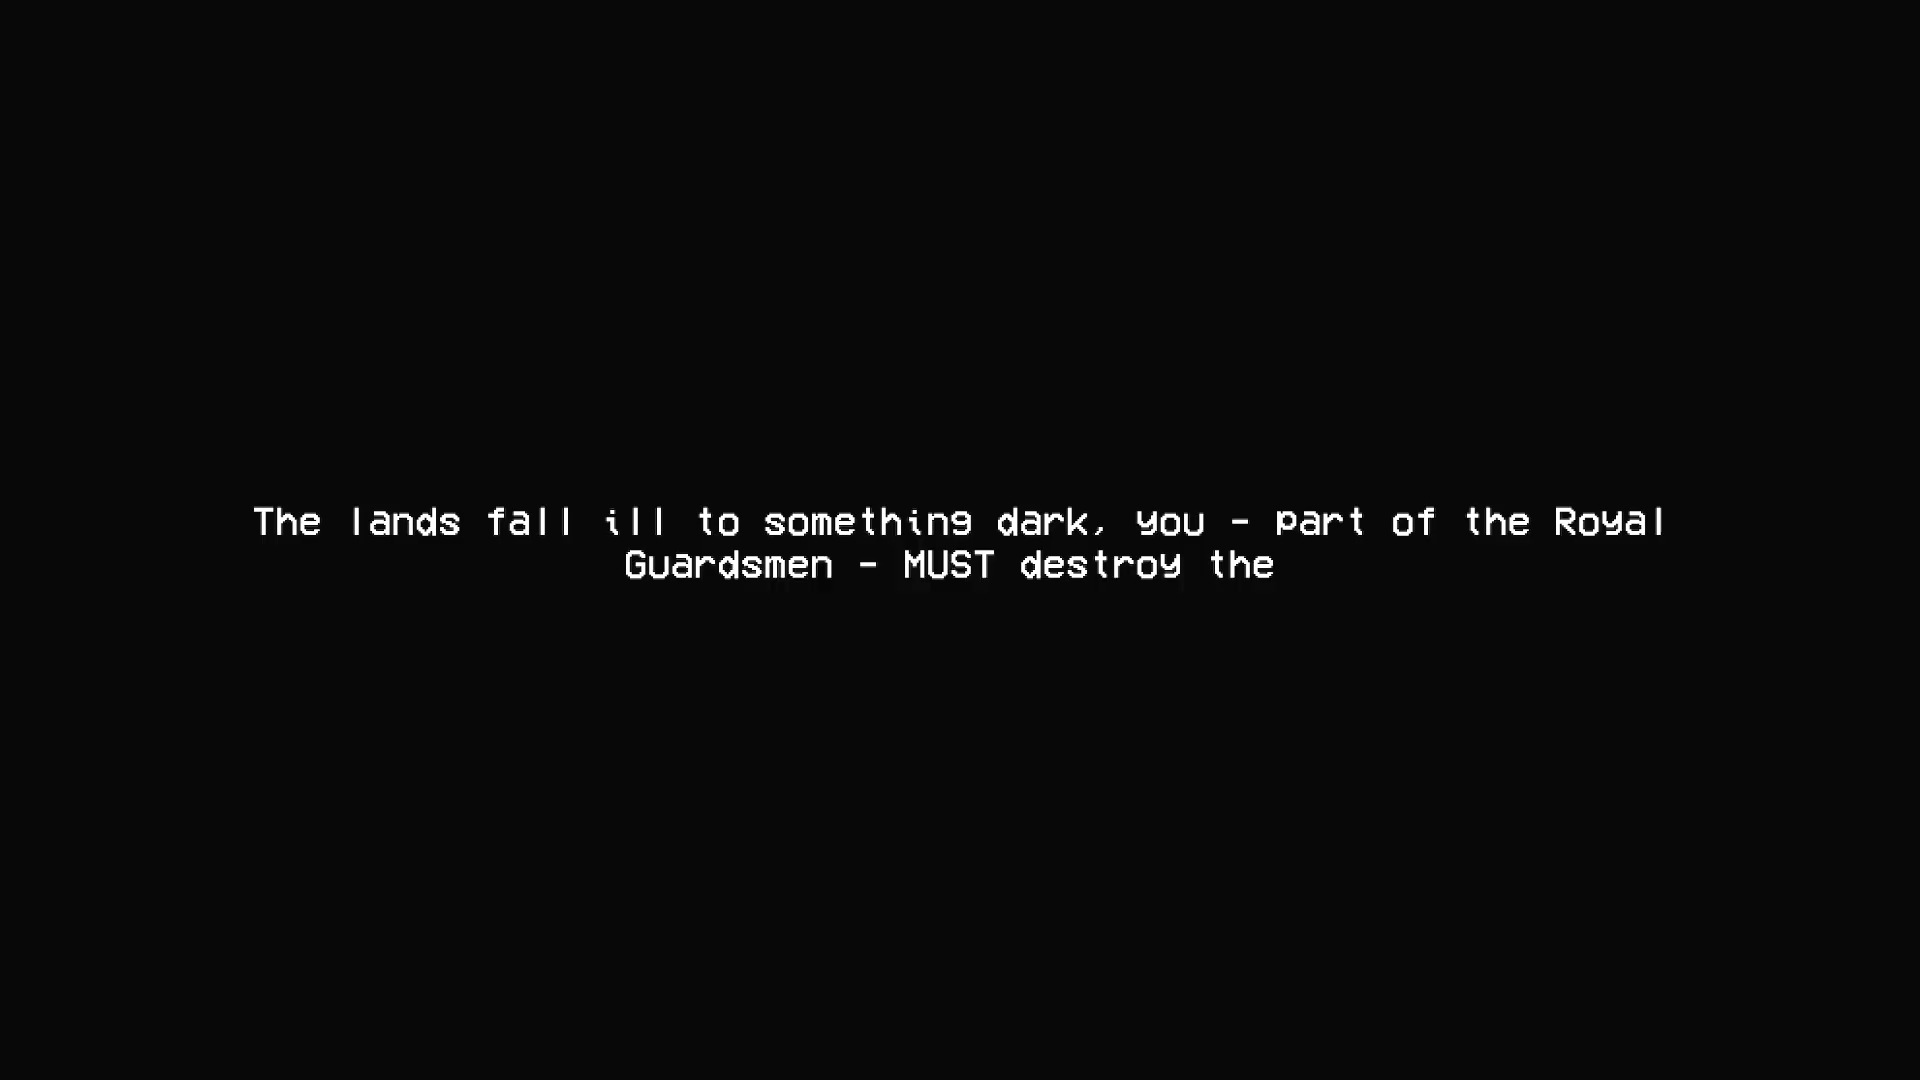 The lands fall ill to something dark, you - part of the Royal
Guardsmen - MUST destroy the